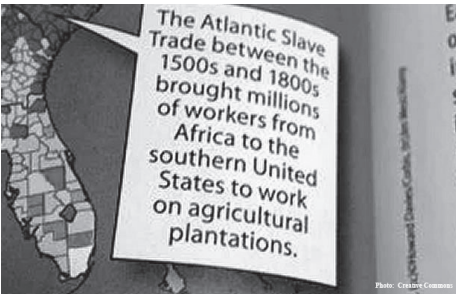 The Atlantic Slave
Trade between the
1500s and 1800s
brought millions
of workers from
Africa to the
southern United
States to work
on agricultural
plantations.
Photo: Creative Commons